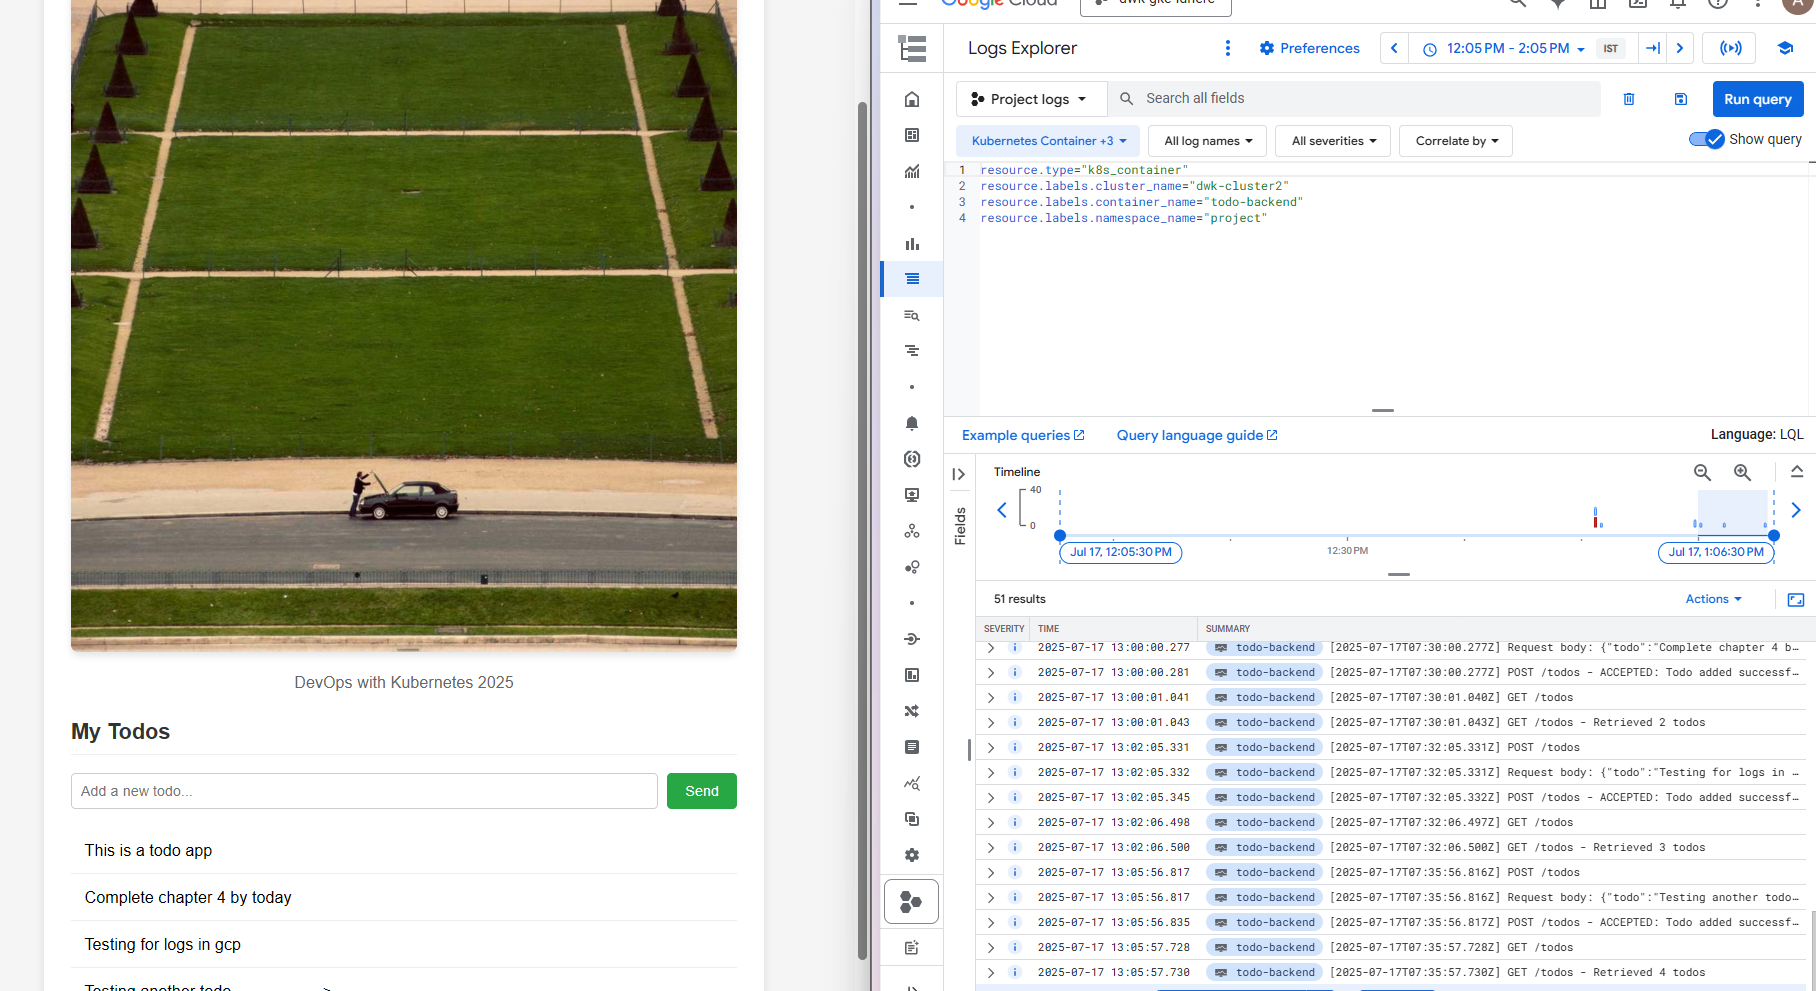 DevOps with Kubernetes 2025
My Todos
Add a new todo...
Send
This is a todo app
Complete chapter 4 by today
Testing for logs in gcp
Testing another todo
Google Cloud
dwk-gke-
A
Logs Explorer
Preferences
12:05 PM - 2:05 PM
IST
Project logs
Search all fields
Run query
Kubernetes Container +3
All log names
All severities
Correlate by
Show query
1 resource.type="k8s_container"
2 resource.labels.cluster_name="dwk-cluster2"
3 resource.labels.container_name="todo-backend"
4 resource.labels.namespace_name="project"
Example queries
Query language guide
Language: LQL
Fields
Timeline
40
0
Jul 17, 12:05:30 PM
12:30 PM
Jul 17, 1:06:30 PM
51 results
Actions
SEVERITY TIME SUMMARY
2025-07-17 13:00:00.277 todo-backend [2025-07-17T07:30:00.277Z] Request body: {"todo":"Complete chapter 4 b…
2025-07-17 13:00:00.281 todo-backend [2025-07-17T07:30:00.277Z] POST /todos - ACCEPTED: Todo added successf…
2025-07-17 13:00:01.041 todo-backend [2025-07-17T07:30:01.040Z] GET /todos
2025-07-17 13:00:01.043 todo-backend [2025-07-17T07:30:01.043Z] GET /todos - Retrieved 2 todos
2025-07-17 13:02:05.331 todo-backend [2025-07-17T07:32:05.331Z] POST /todos
2025-07-17 13:02:05.332 todo-backend [2025-07-17T07:32:05.331Z] Request body: {"todo":"Testing for logs in …
2025-07-17 13:02:05.345 todo-backend [2025-07-17T07:32:05.332Z] POST /todos - ACCEPTED: Todo added successf…
2025-07-17 13:02:06.498 todo-backend [2025-07-17T07:32:06.497Z] GET /todos
2025-07-17 13:02:06.500 todo-backend [2025-07-17T07:32:06.500Z] GET /todos - Retrieved 3 todos
2025-07-17 13:05:56.817 todo-backend [2025-07-17T07:35:56.816Z] POST /todos
2025-07-17 13:05:56.817 todo-backend [2025-07-17T07:35:56.816Z] Request body: {"todo":"Testing another todo…
2025-07-17 13:05:56.835 todo-backend [2025-07-17T07:35:56.817Z] POST /todos - ACCEPTED: Todo added successf…
2025-07-17 13:05:57.728 todo-backend [2025-07-17T07:35:57.728Z] GET /todos
2025-07-17 13:05:57.730 todo-backend [2025-07-17T07:35:57.730Z] GET /todos - Retrieved 4 todos